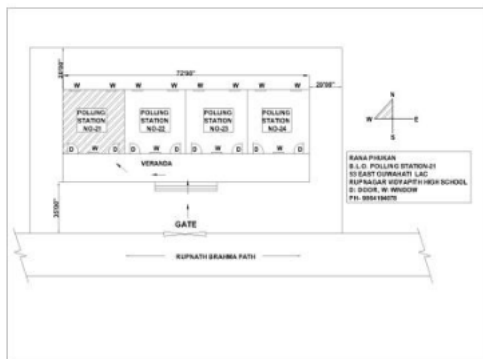 72'00"
20'00"
W W W W W W W W
POLLING STATION NO-21
POLLING STATION NO-22
POLLING STATION NO-23
POLLING STATION NO-24
D W D D W D D W D D W D
VERANDA
GATE
RUPNATH BRAHMA PATH
N
W E
S
RANA PHUKAN
B.L.O. POLLING STATION-21
53 EAST GUWAHATI LAC
RUPNAGAR VIDYAPITH HIGH SCHOOL
D: DOOR, W: WINDOW